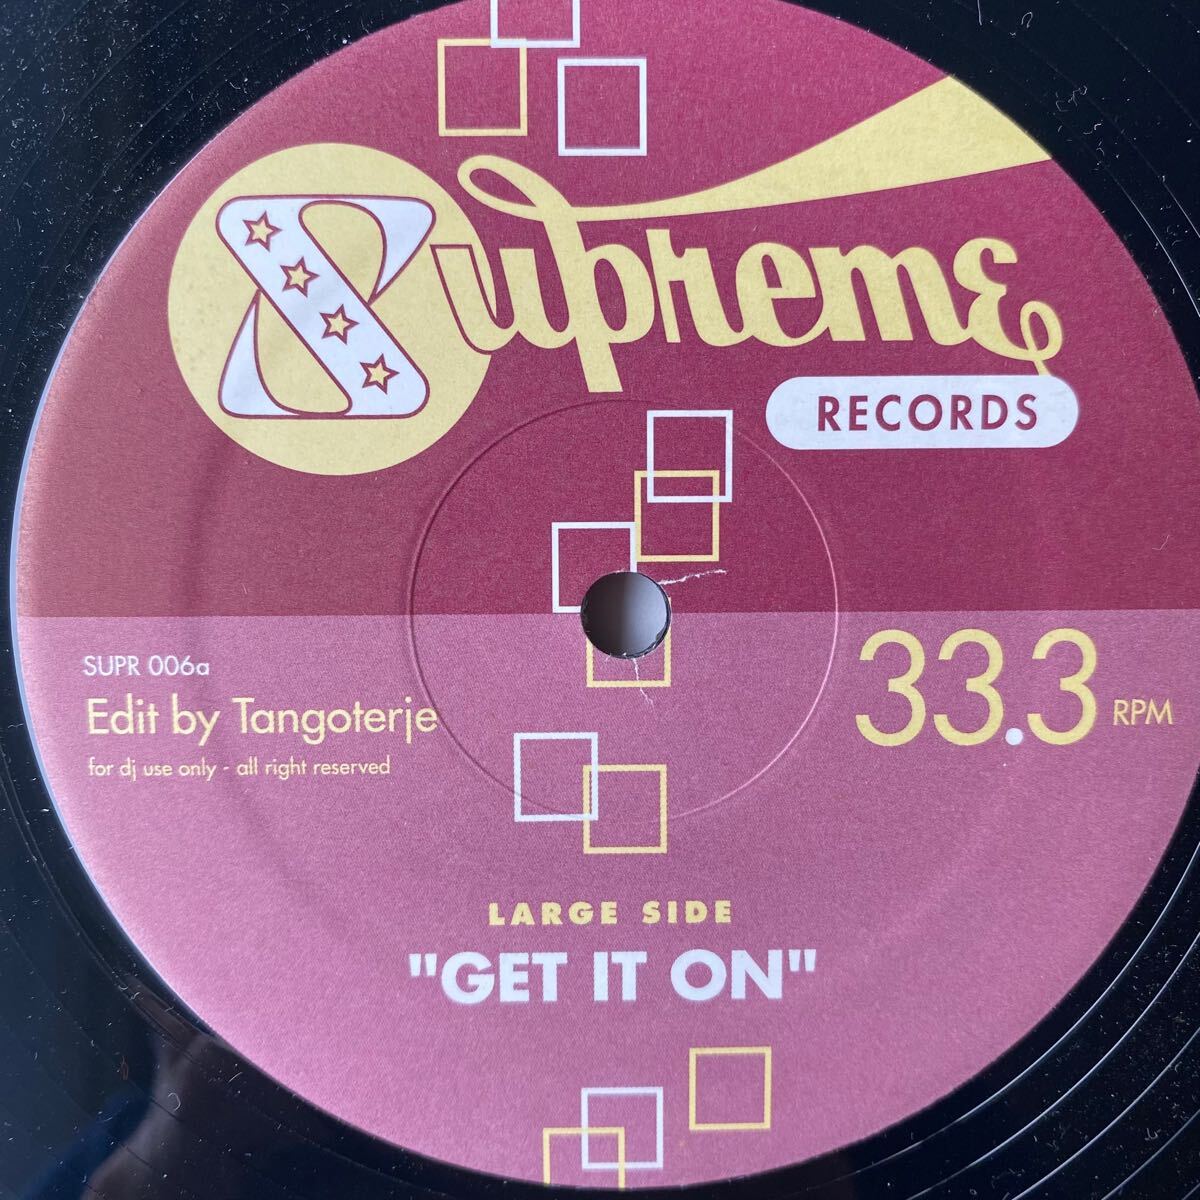 Supreme
RECORDS
SUPR 006a
Edit by Tangoterje
for dj use only - all right reserved
33.3 RPM
LARGE SIDE
"GET IT ON"